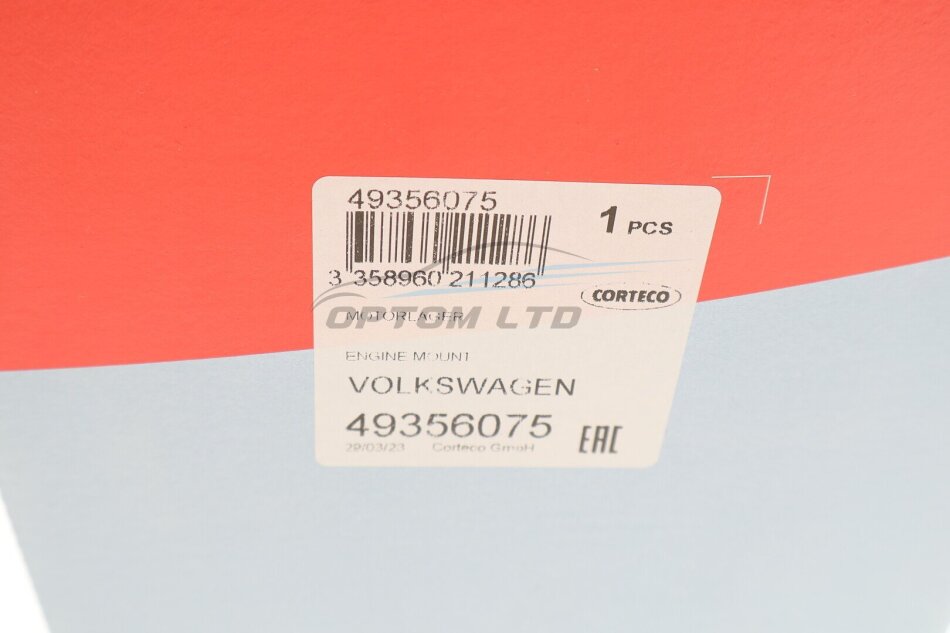 49356075
1 PCS
3 358960 211286
CORTECO
MOTORLAGER
OPTOM LTD
ENGINE MOUNT
VOLKSWAGEN
49356075
EAC
29/03/23 Corteco GmbH